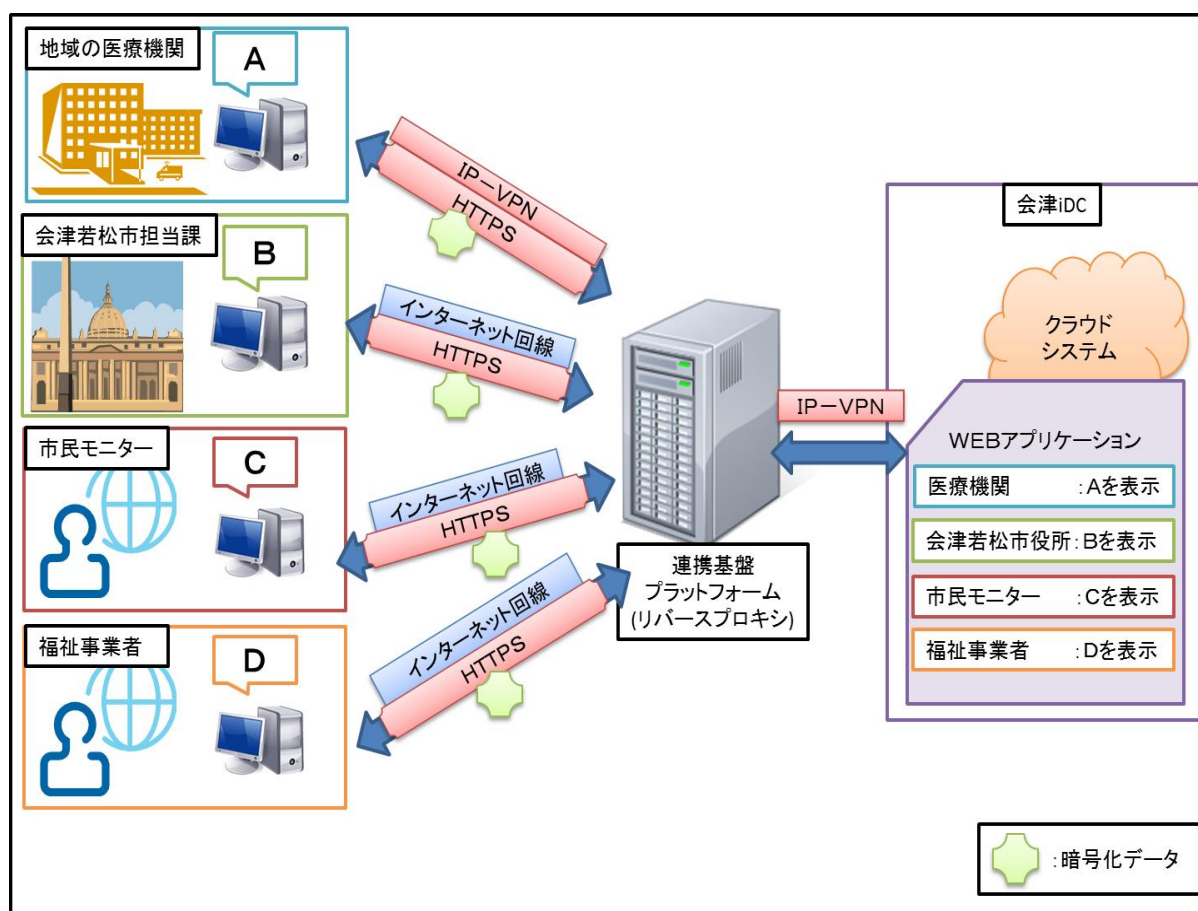 地域の医療機関
A
IP－VPN
HTTPS
会津若松市担当課
B
インターネット回線
HTTPS
市民モニター
C
インターネット回線
HTTPS
福祉事業者
D
インターネット回線
HTTPS
連携基盤
プラットフォーム
(リバースプロキシ)
IP－VPN
会津iDC
クラウド
システム
WEBアプリケーション
医療機関 :Aを表示
会津若松市役所:Bを表示
市民モニター :Cを表示
福祉事業者 :Dを表示
:暗号化データ